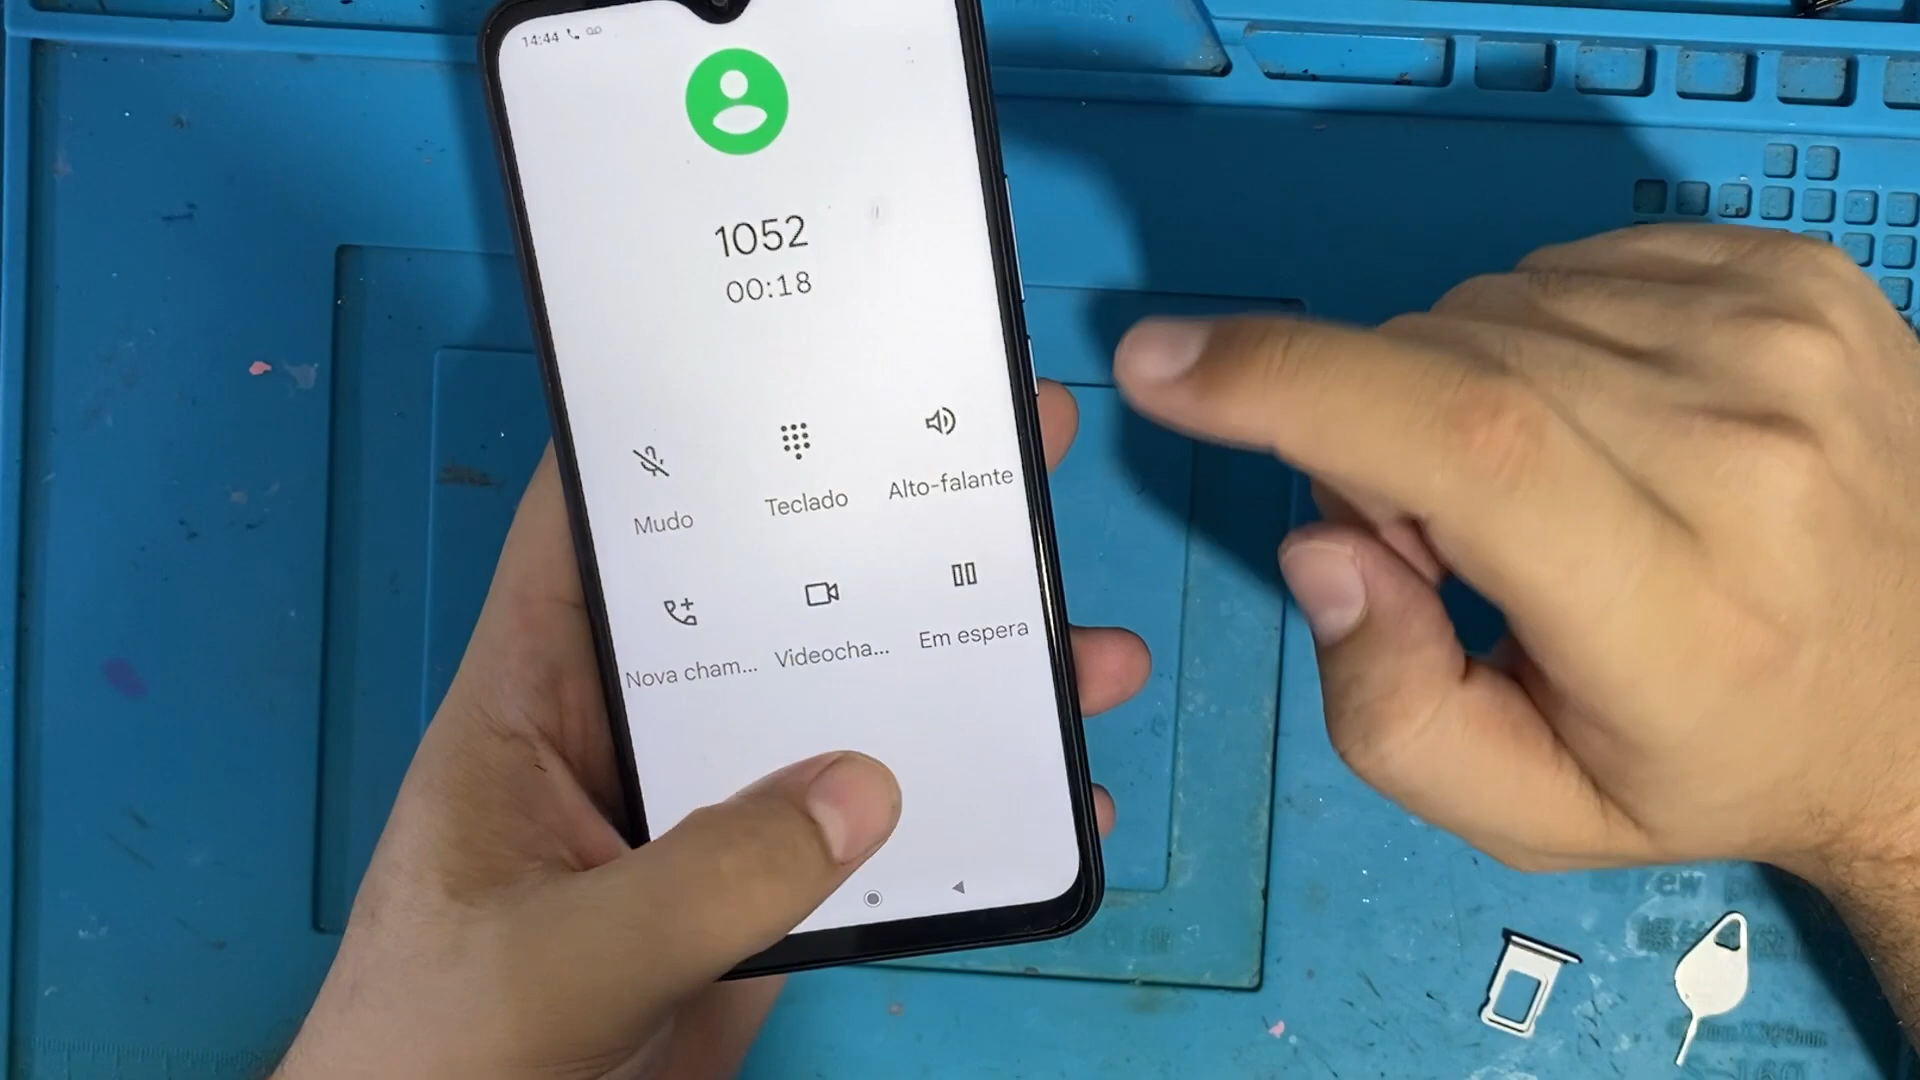 14:44
1052
00:18
Mudo
Teclado
Alto-falante
Nova cham...
Videocha...
Em espera